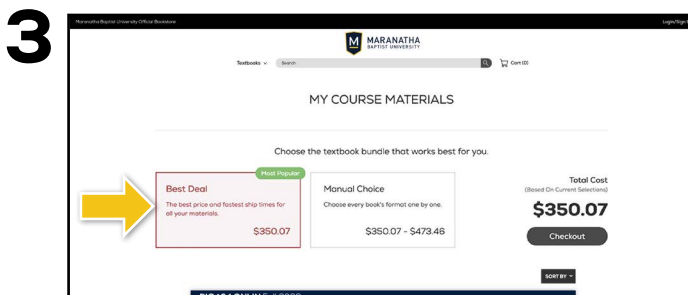 3
Maranatha Baptist University Official Bookstore
MARANATHA
BAPTIST UNIVERSITY
Textbooks
Search
Cart (0)
MY COURSE MATERIALS
Choose the textbook bundle that works best for you.
Most Popular
Best Deal
The best price and fastest ship times for
all your materials.
$350.07
Manual Choice
Choose every book's format one by one.
$350.07 - $473.46
Total Cost
(Based On Current Selections)
$350.07
Checkout
SORT BY